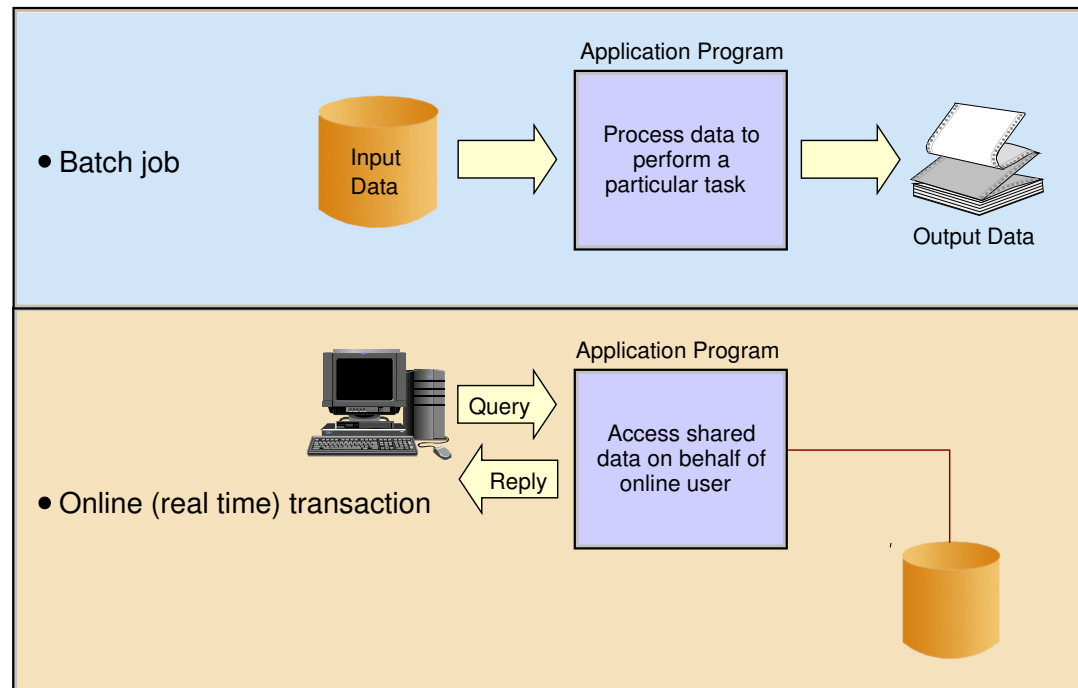 Application Program
• Batch job
Input
Data
Process data to
perform a
particular task
Output Data
Application Program
Query
Reply
Access shared
data on behalf of
online user
• Online (real time) transaction